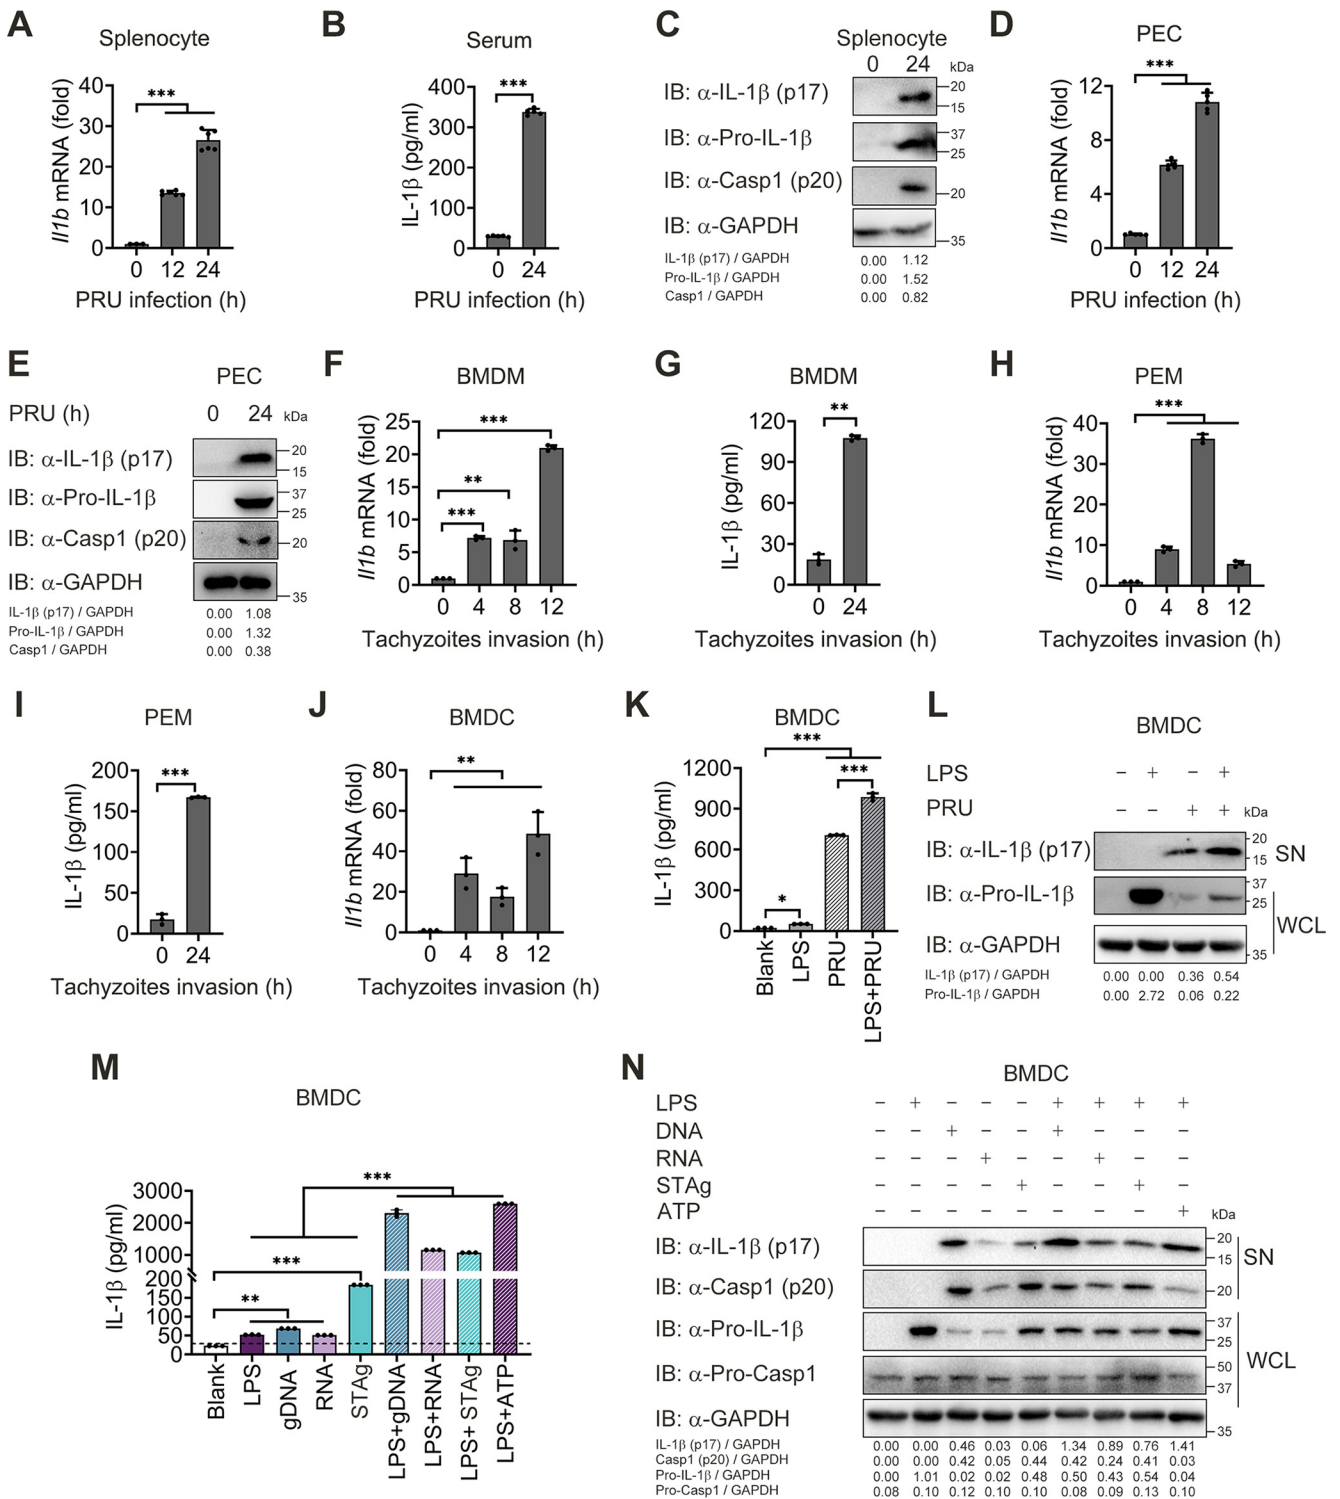 A
Splenocyte
Il1b mRNA (fold)
40
30
20
10
0
***
0 12 24
PRU infection (h)
B
Serum
IL-1β (pg/ml)
400
300
200
100
0
***
0 24
PRU infection (h)
C
Splenocyte
0 24 kDa
IB: α-IL-1β (p17)
20
15
IB: α-Pro-IL-1β
37
25
IB: α-Casp1 (p20)
20
IB: α-GAPDH
35
IL-1β (p17) / GAPDH 0.00 1.12
Pro-IL-1β / GAPDH 0.00 1.52
Casp1 / GAPDH 0.00 0.82
D
PEC
Il1b mRNA (fold)
12
8
4
0
***
0 12 24
PRU infection (h)
E
PEC
PRU (h) 0 24 kDa
IB: α-IL-1β (p17)
20
15
IB: α-Pro-IL-1β
37
25
IB: α-Casp1 (p20)
20
IB: α-GAPDH
35
IL-1β (p17) / GAPDH 0.00 1.08
Pro-IL-1β / GAPDH 0.00 1.32
Casp1 / GAPDH 0.00 0.38
F
BMDM
Il1b mRNA (fold)
25
20
15
10
5
0
***
**
***
0 4 8 12
Tachyzoites invasion (h)
G
BMDM
IL-1β (pg/ml)
120
90
60
30
0
**
0 24
Tachyzoites invasion (h)
H
PEM
Il1b mRNA (fold)
40
30
20
10
0
***
0 4 8 12
Tachyzoites invasion (h)
I
PEM
IL-1β (pg/ml)
200
150
100
50
0
***
0 24
Tachyzoites invasion (h)
J
BMDC
Il1b mRNA (fold)
80
60
40
20
0
**
0 4 8 12
Tachyzoites invasion (h)
K
BMDC
IL-1β (pg/ml)
1200
900
600
300
0
***
***
*
Blank
LPS
PRU
LPS+PRU
L
BMDC
LPS − + − +
PRU − − + + kDa
IB: α-IL-1β (p17)
20
15
SN
IB: α-Pro-IL-1β
37
25
IB: α-GAPDH
35
WCL
IL-1β (p17) / GAPDH 0.00 0.00 0.36 0.54
Pro-IL-1β / GAPDH 0.00 2.72 0.06 0.22
M
BMDC
IL-1β (pg/ml)
3000
2000
1000
200
150
100
50
0
***
***
**
Blank
LPS
gDNA
RNA
STAg
LPS+gDNA
LPS+RNA
LPS+ STAg
LPS+ATP
N
BMDC
LPS − + − − − + + + +
DNA − − + − − + − − −
RNA − − − + − − + − −
STAg − − − − + − − + −
ATP − − − − − − − − + kDa
IB: α-IL-1β (p17)
20
15
IB: α-Casp1 (p20)
20
SN
IB: α-Pro-IL-1β
37
25
IB: α-Pro-Casp1
50
37
IB: α-GAPDH
35
WCL
IL-1β (p17) / GAPDH 0.00 0.00 0.46 0.03 0.06 1.34 0.89 0.76 1.41
Casp1 (p20) / GAPDH 0.00 0.00 0.42 0.05 0.44 0.42 0.24 0.41 0.03
Pro-IL-1β / GAPDH 0.00 1.01 0.02 0.02 0.48 0.50 0.43 0.54 0.04
Pro-Casp1 / GAPDH 0.08 0.10 0.12 0.10 0.10 0.08 0.09 0.13 0.10